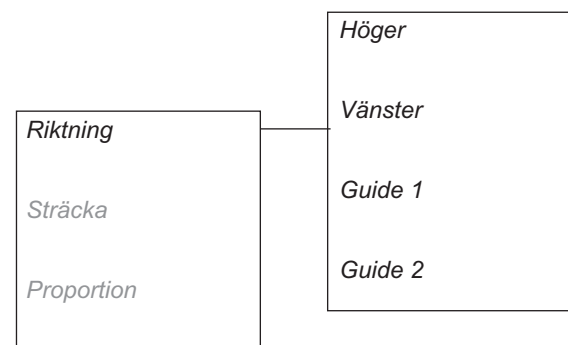 Riktning
Sträcka
Proportion
Höger
Vänster
Guide 1
Guide 2